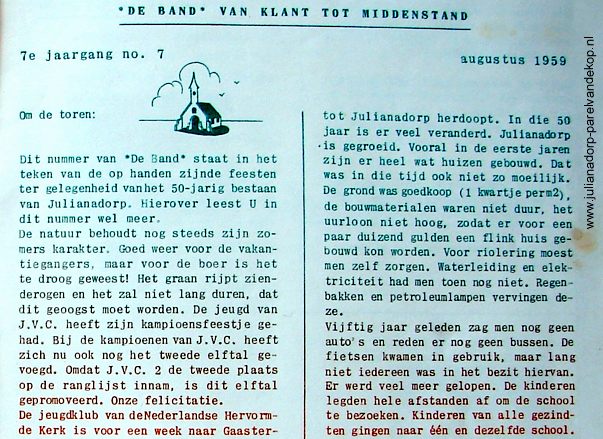 "DE BAND" VAN KLANT TOT MIDDENSTAND
7e jaargang no. 7
augustus 1959
Om de toren:
Dit nummer van "De Band" staat in het
teken van de op handen zijnde feesten
ter gelegenheid van het 50-jarig bestaan
van Julianadorp. Hierover leest U in
dit nummer wel meer.
De natuur behoudt nog steeds zijn zo-
mers karakter. Goed weer voor de vakan-
tiegangers, maar voor de boer is het
te droog geweest! Het graan rijpt zien-
derogen en het zal niet lang duren, dat
dit geoogst moet worden. De jeugd van
J.V.C. heeft zijn kampioensfeestje ge-
had. Bij de kampioenen van J.V.C. heeft
zich nu ook nog het tweede elftal ge-
voegd. Omdat J.V.C. 2 de tweede plaats
op de ranglijst innam, is dit elftal
gepromoveerd. Onze felicitatie.
De jeugdklub van de Nederlandse Hervorm-
de Kerk is voor een week naar Gaaster-
tot Julianadorp herdoopt. In die 50
jaar is er veel veranderd. Julianadorp
is gegroeid. Vooral in de eerste jaren
zijn er heel wat huizen gebouwd. Dat
was in die tijd ook niet zo moeilijk.
De grond was goedkoop (1 kwartje perm2),
de bouwmaterialen waren niet duur, het
uurloon niet hoog, zodat er voor een
paar duizend gulden een flink huis ge-
bouwd kon worden. Voor riolering moest
men zelf zorgen. Waterleiding en elek-
triciteit had men toen nog niet. Regen-
bakken en petroleumlampen vervingen de-
ze.
Vijftig jaar geleden zag men nog geen
auto's en reden er nog geen bussen. De
fietsen kwamen in gebruik, maar lang
niet iedereen was in het bezit hiervan.
Er werd veel meer gelopen. De kinderen
legden hele afstanden af om de school
te bezoeken. Kinderen van alle gezind-
ten gingen naar één en dezelfde school.
www.julianadorp-parelvandekop.nl